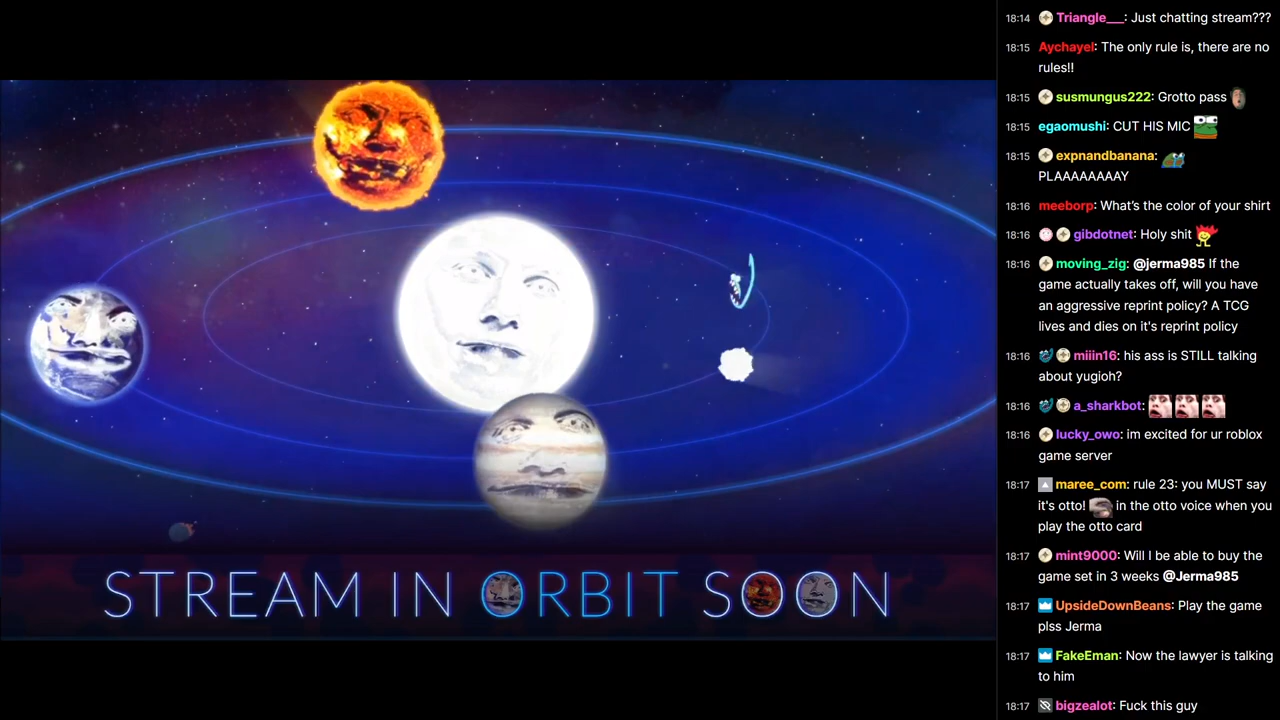 STREAM IN ORBIT SOON
18:14 Triangle___: Just chatting stream???
18:15 Aychayel: The only rule is, there are no
rules!!
18:15 susmungus222: Grotto pass
18:15 egaomushi: CUT HIS MIC
18:15 expnandbanana:
PLAAAAAAAY
18:16 meeborp: What's the color of your shirt
18:16 gibdotnet: Holy shit
18:16 moving_zig: @jerma985 If the
game actually takes off, will you have
an aggressive reprint policy? A TCG
lives and dies on it's reprint policy
18:16 miiin16: his ass is STILL talking
about yugioh?
18:16 a_sharkbot:
18:16 lucky_owo: im excited for ur roblox
game server
18:17 maree_com: rule 23: you MUST say
it's otto! in the otto voice when you
play the otto card
18:17 mint9000: Will I be able to buy the
game set in 3 weeks @Jerma985
18:17 UpsideDownBeans: Play the game
plss Jerma
18:17 FakeEman: Now the lawyer is talking
to him
18:17 bigzealot: Fuck this guy